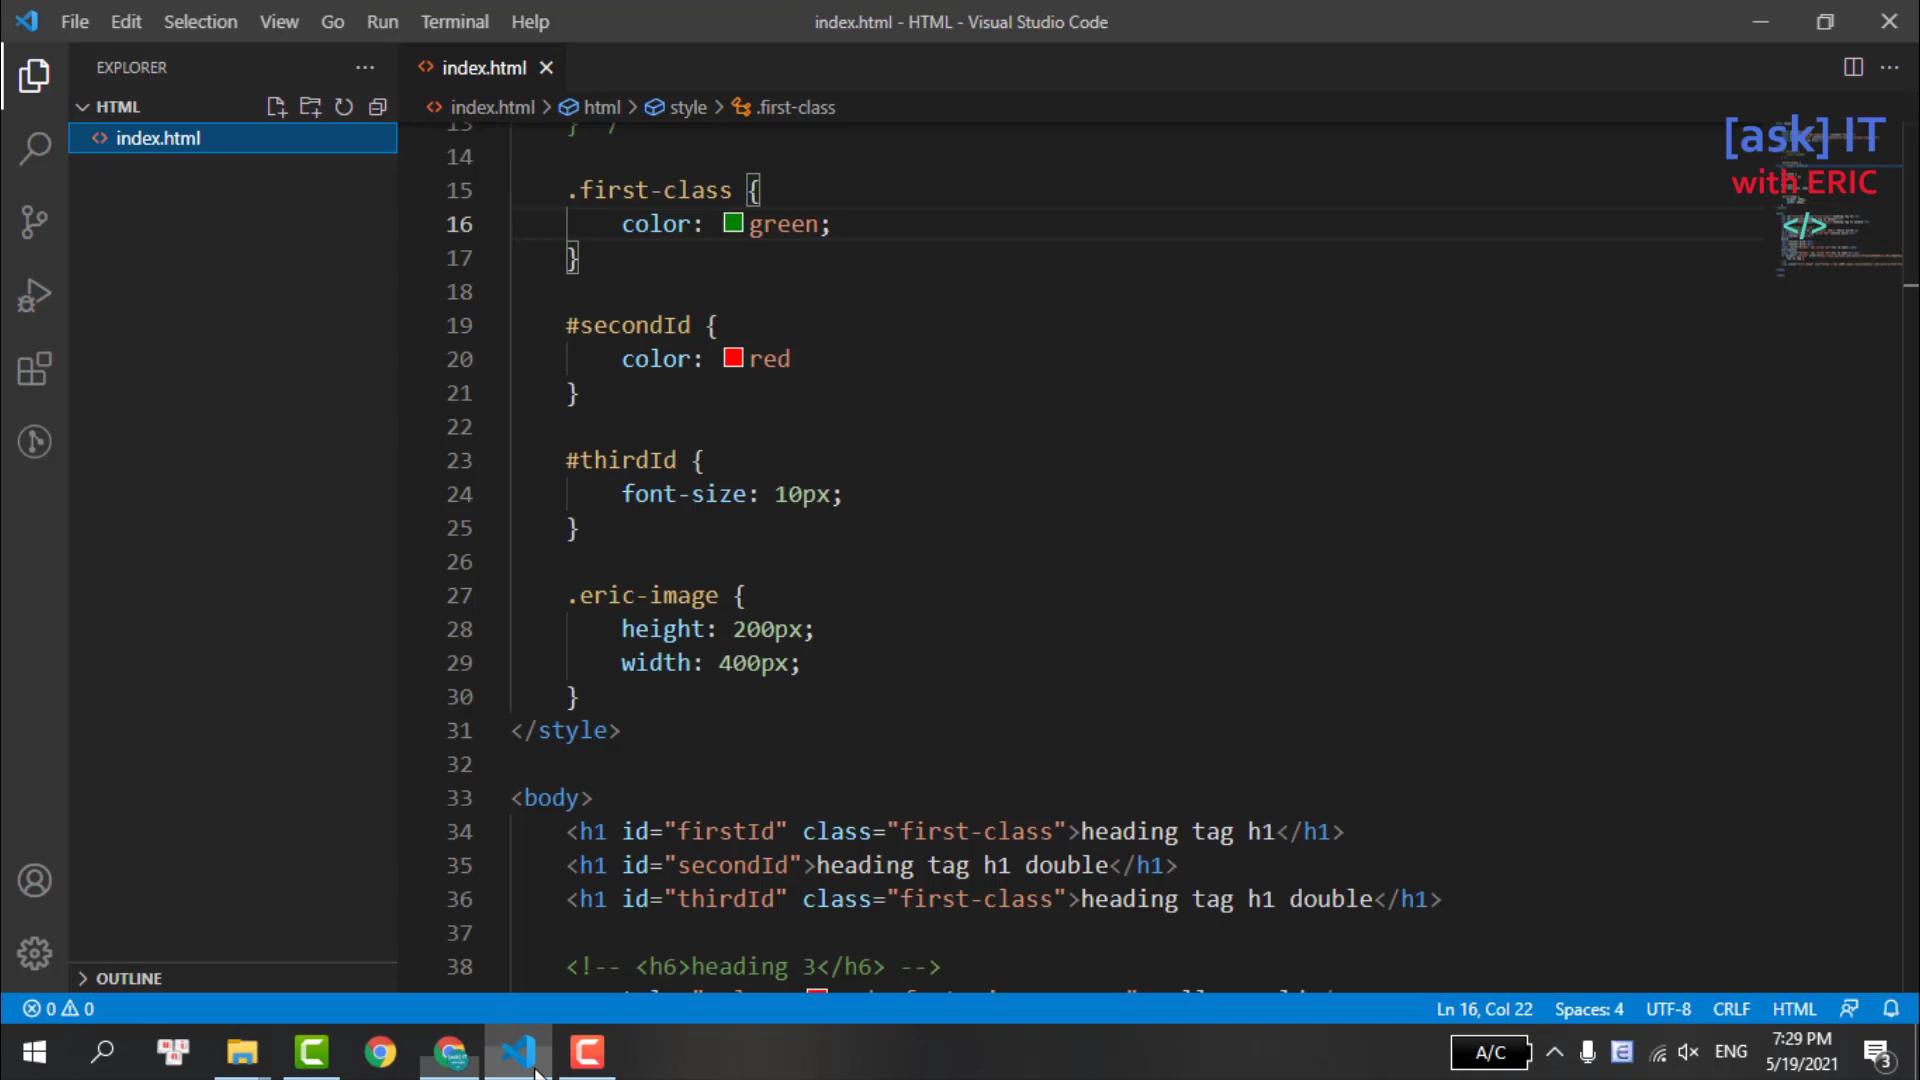 File Edit Selection View Go Run Terminal Help
index.html - HTML - Visual Studio Code
EXPLORER
index.html
HTML
index.html > html > style > .first-class
index.html
[ask] IT
with ERIC
</>
13 } /
14
15 .first-class {
16 color: green;
17 }
18
19 #secondId {
20 color: red
21 }
22
23 #thirdId {
24 font-size: 10px;
25 }
26
27 .eric-image {
28 height: 200px;
29 width: 400px;
30 }
31 </style>
32
33 <body>
34 <h1 id="firstId" class="first-class">heading tag h1</h1>
35 <h1 id="secondId">heading tag h1 double</h1>
36 <h1 id="thirdId" class="first-class">heading tag h1 double</h1>
37
38 <!-- <h6>heading 3</h6> -->
OUTLINE
0 0
Ln 16, Col 22 Spaces: 4 UTF-8 CRLF HTML
A/C
ENG
7:29 PM
5/19/2021
3